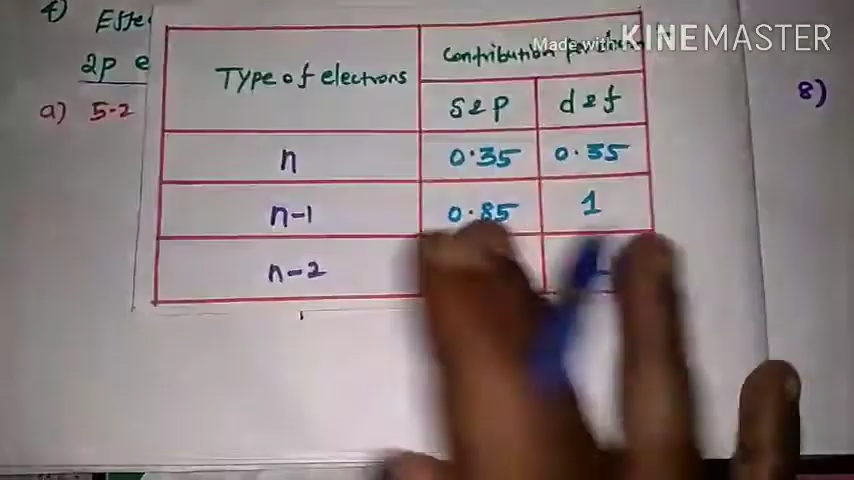 Effe
2p e
a) 5-2
8)
Made with KINEMASTER
Type of electrons
Contribution
s & p
d & f
n
0.35
0.35
n-1
0.85
1
n-2